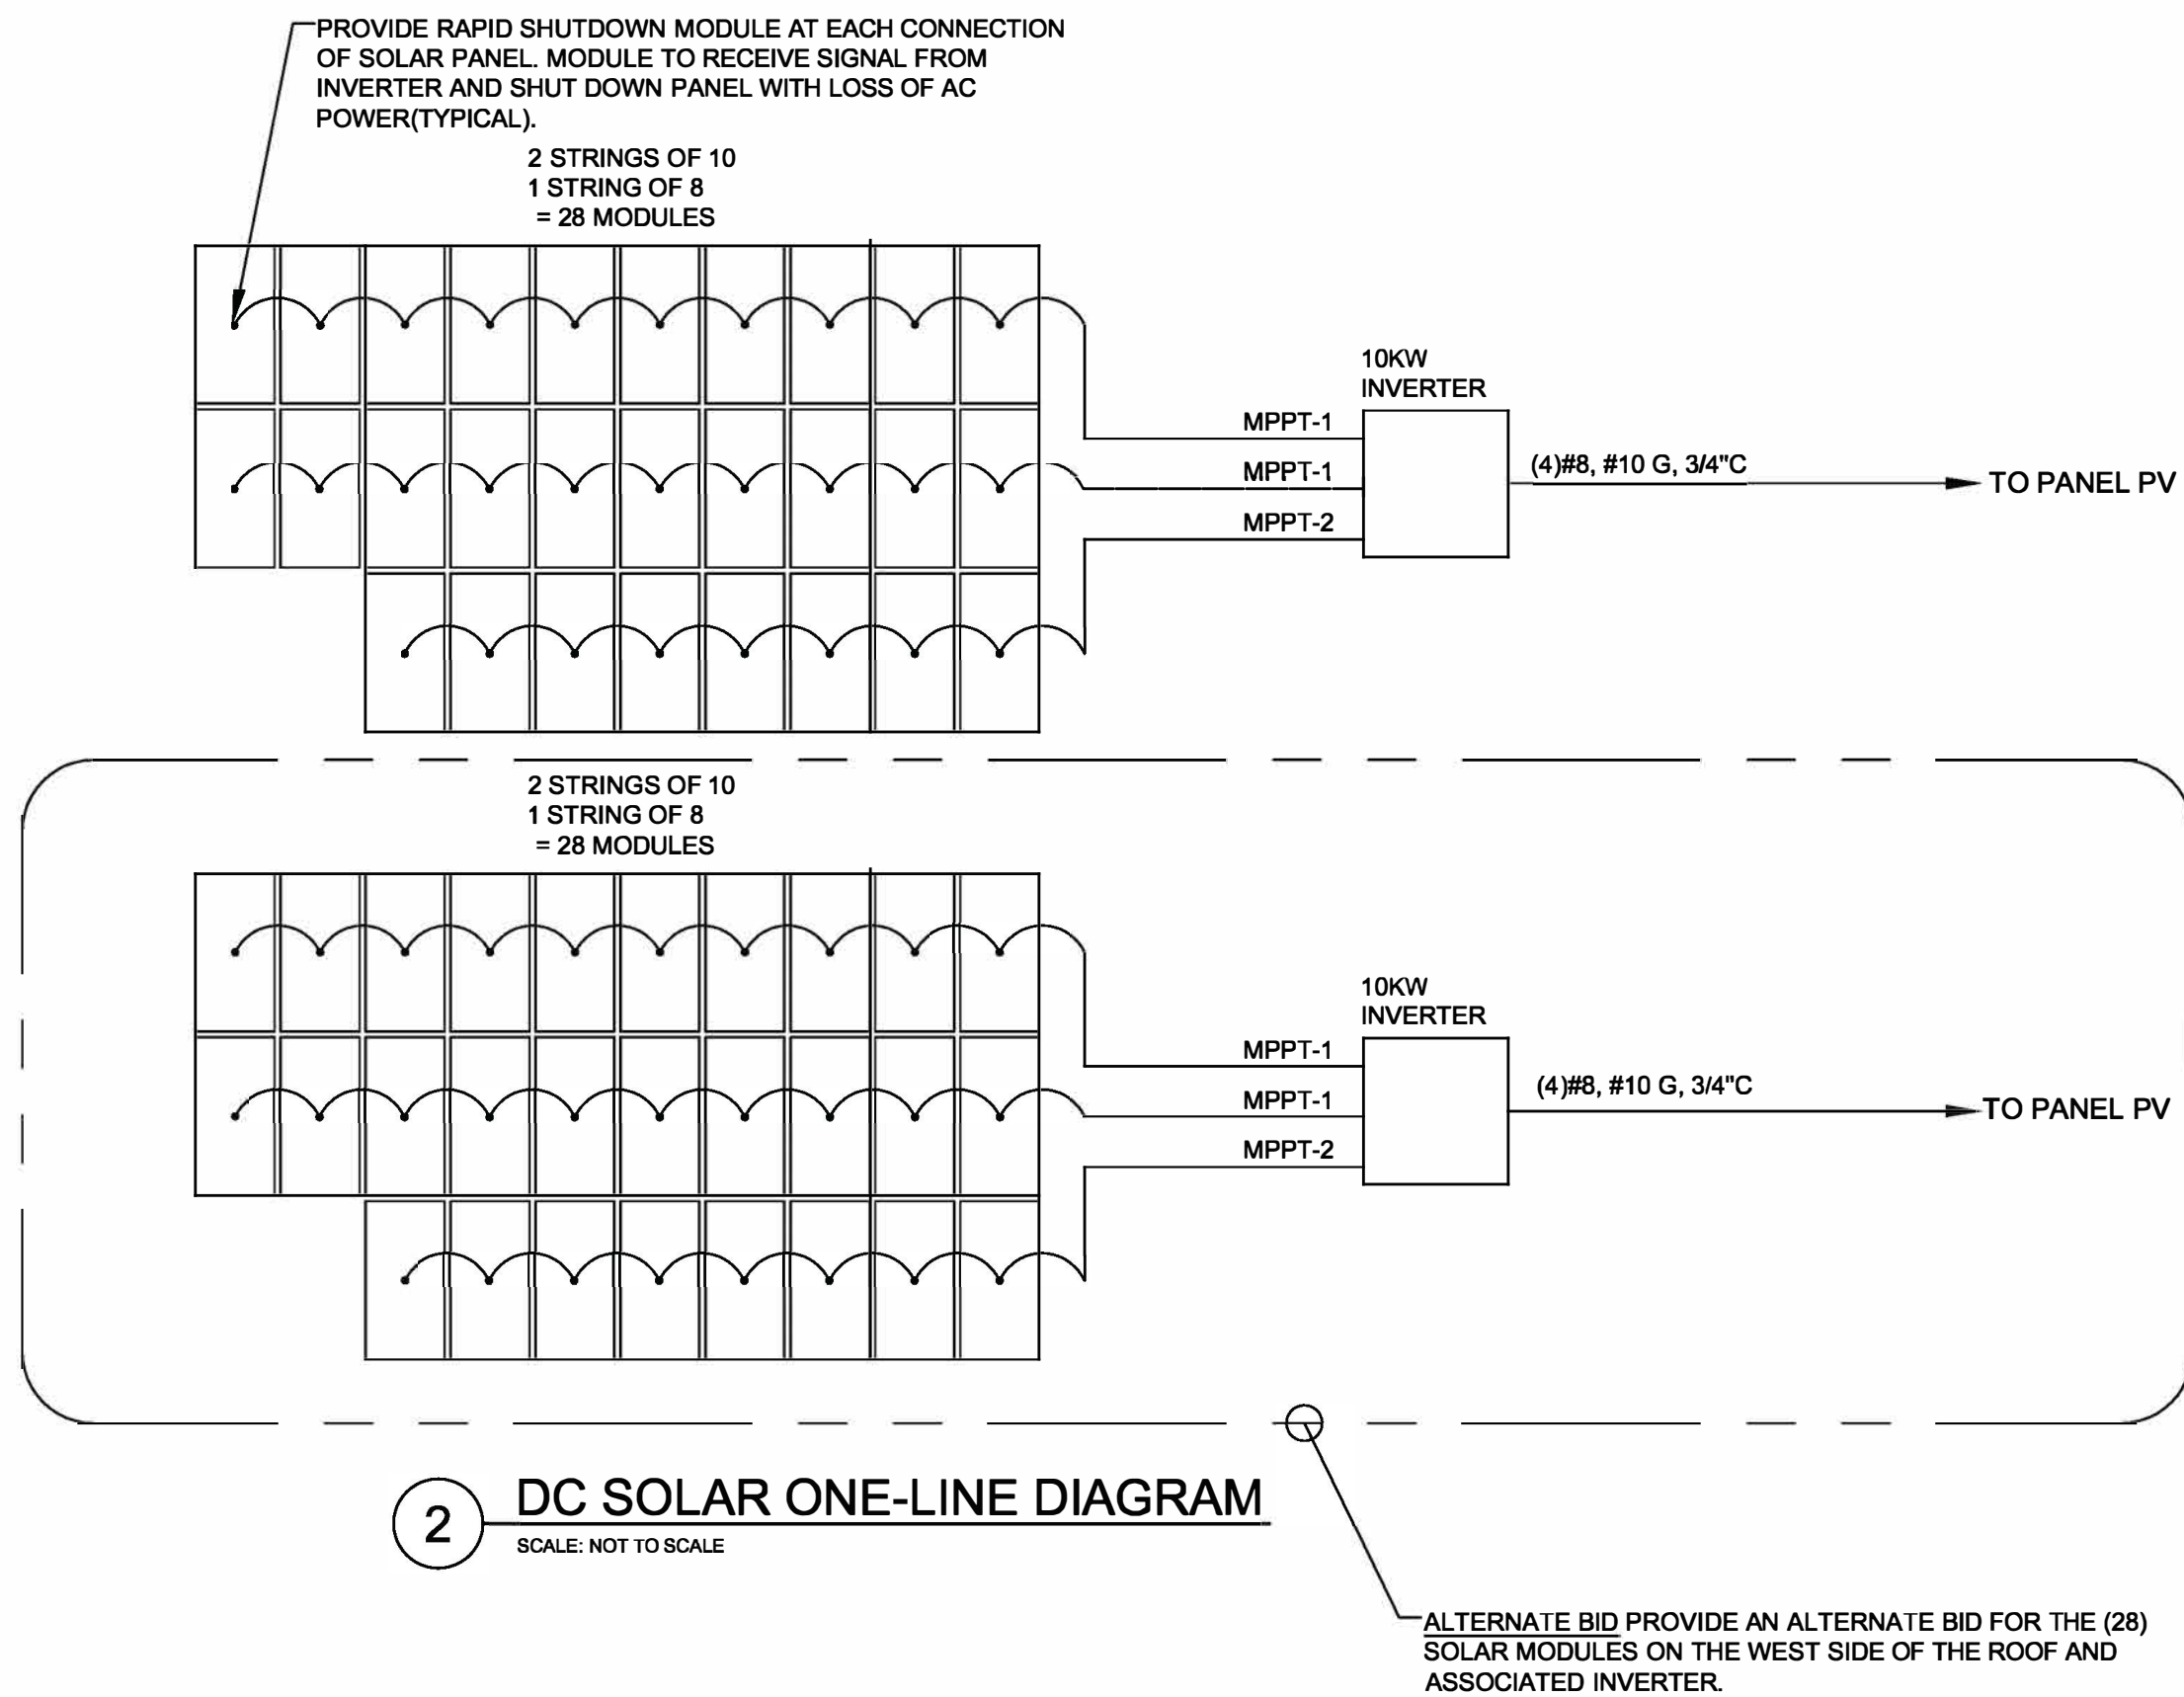 PROVIDE RAPID SHUTDOWN MODULE AT EACH CONNECTION
OF SOLAR PANEL. MODULE TO RECEIVE SIGNAL FROM
INVERTER AND SHUT DOWN PANEL WITH LOSS OF AC
POWER(TYPICAL).
2 STRINGS OF 10
1 STRING OF 8
= 28 MODULES
10KW
INVERTER
MPPT-1
MPPT-1
MPPT-2
(4)#8, #10 G, 3/4"C
TO PANEL PV
2 STRINGS OF 10
1 STRING OF 8
= 28 MODULES
10KW
INVERTER
MPPT-1
MPPT-1
MPPT-2
(4)#8, #10 G, 3/4"C
TO PANEL PV
2
DC SOLAR ONE-LINE DIAGRAM
SCALE: NOT TO SCALE
ALTERNATE BID PROVIDE AN ALTERNATE BID FOR THE (28)
SOLAR MODULES ON THE WEST SIDE OF THE ROOF AND
ASSOCIATED INVERTER.